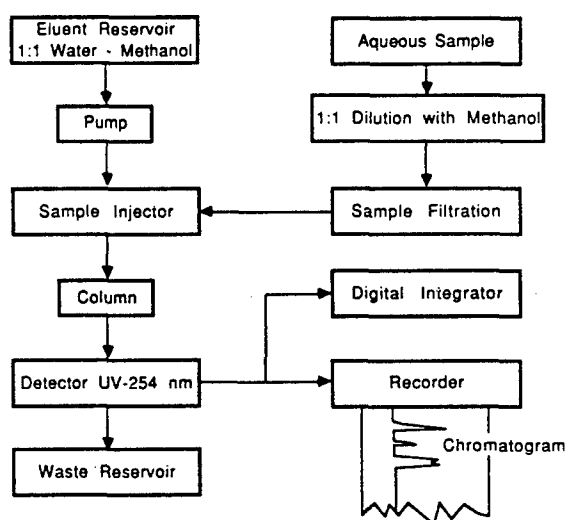 Eluent Reservoir
1:1 Water - Methanol
Aqueous Sample
Pump
1:1 Dilution with Methanol
Sample Injector
Sample Filtration
Column
Digital Integrator
Detector UV-254 nm
Recorder
Chromatogram
Waste Reservoir